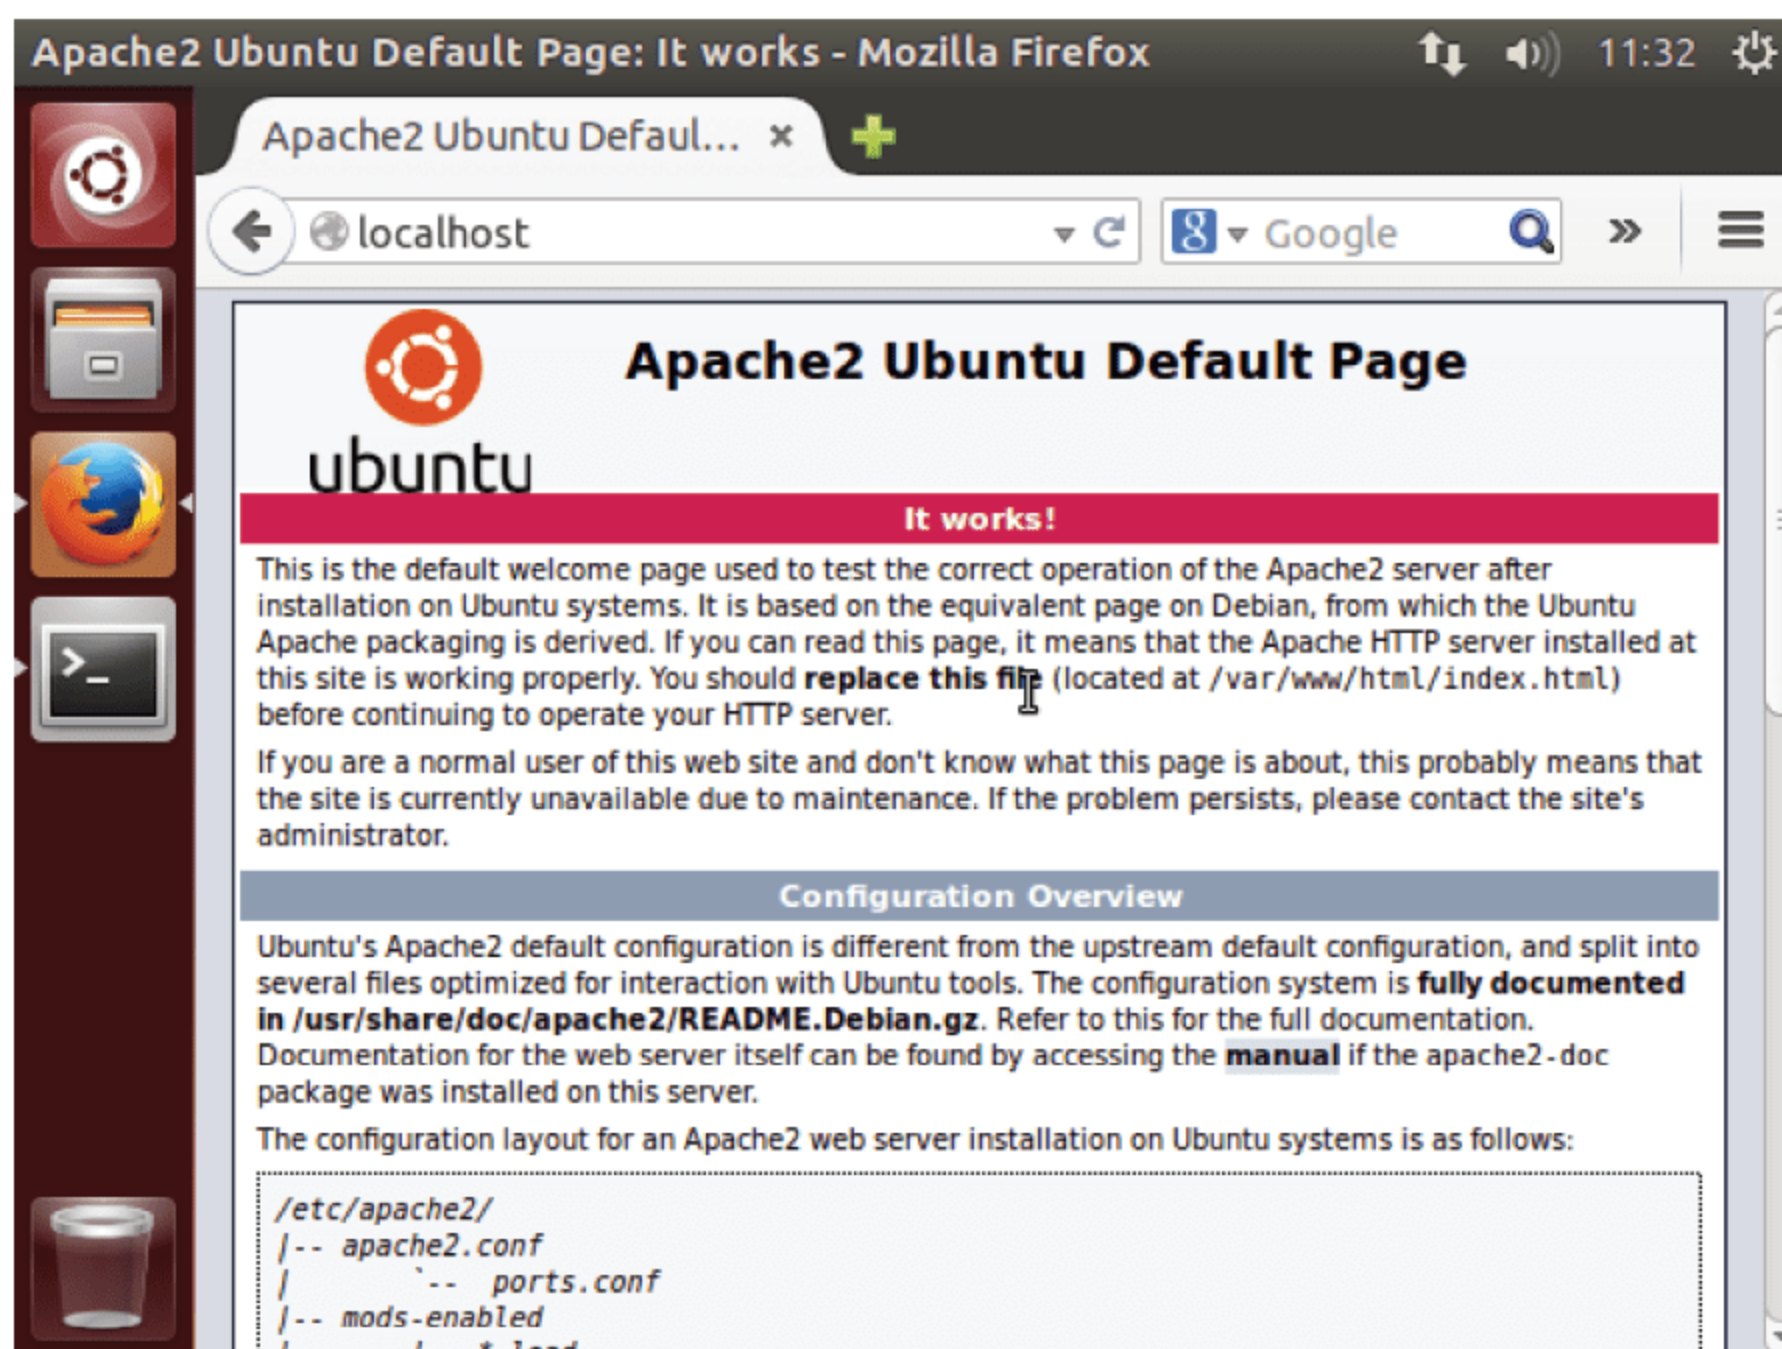 Apache2 Ubuntu Default Page: It works - Mozilla Firefox
11:32
Apache2 Ubuntu Defaul...
localhost
Google
ubuntu
Apache2 Ubuntu Default Page
It works!
This is the default welcome page used to test the correct operation of the Apache2 server after
installation on Ubuntu systems. It is based on the equivalent page on Debian, from which the Ubuntu
Apache packaging is derived. If you can read this page, it means that the Apache HTTP server installed at
this site is working properly. You should replace this file (located at /var/www/html/index.html)
before continuing to operate your HTTP server.
If you are a normal user of this web site and don't know what this page is about, this probably means that
the site is currently unavailable due to maintenance. If the problem persists, please contact the site's
administrator.
Configuration Overview
Ubuntu's Apache2 default configuration is different from the upstream default configuration, and split into
several files optimized for interaction with Ubuntu tools. The configuration system is fully documented
in /usr/share/doc/apache2/README.Debian.gz. Refer to this for the full documentation.
Documentation for the web server itself can be found by accessing the manual if the apache2-doc
package was installed on this server.
The configuration layout for an Apache2 web server installation on Ubuntu systems is as follows:
/etc/apache2/
|-- apache2.conf
|       `--  ports.conf
|-- mods-enabled